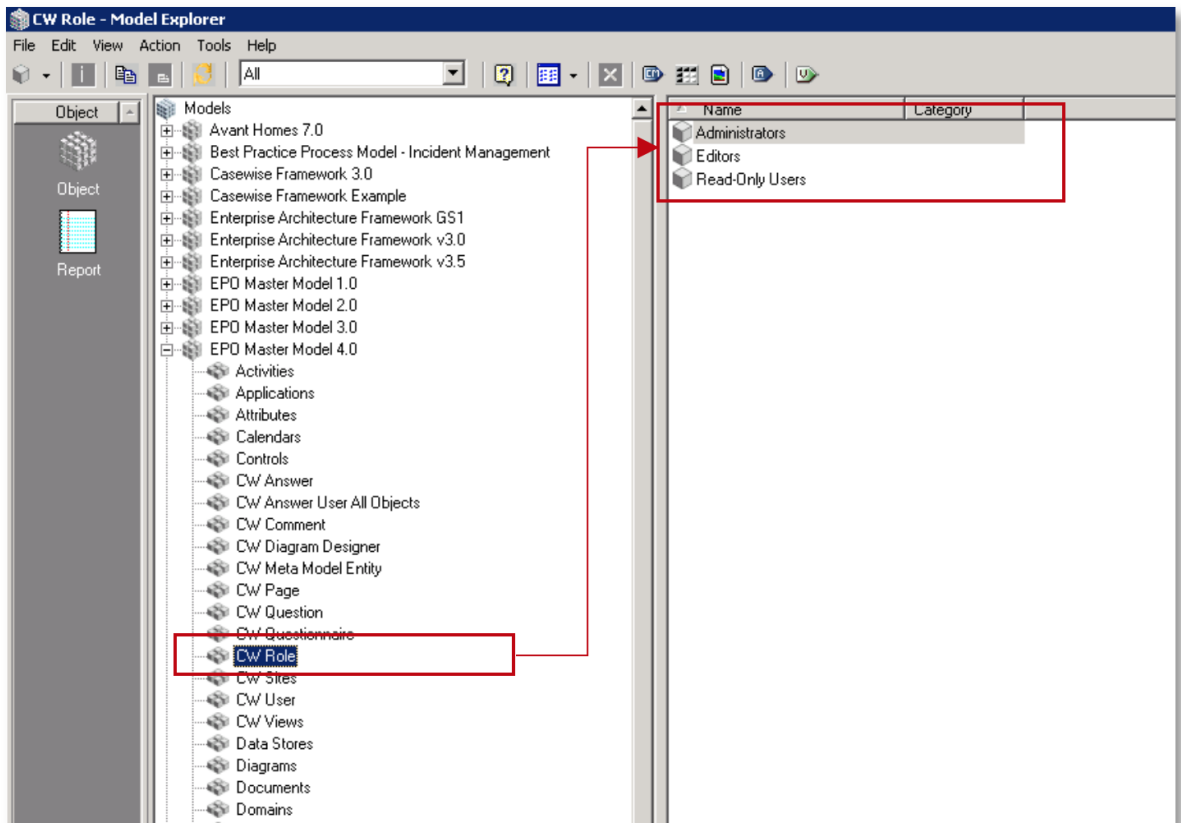 CW Role - Model Explorer
File Edit View Action Tools Help
All
Object
Object
Report
Models
Avant Homes 7.0
Best Practice Process Model - Incident Management
Casewise Framework 3.0
Casewise Framework Example
Enterprise Architecture Framework GS1
Enterprise Architecture Framework v3.0
Enterprise Architecture Framework v3.5
EPO Master Model 1.0
EPO Master Model 2.0
EPO Master Model 3.0
EPO Master Model 4.0
Activities
Applications
Attributes
Calendars
Controls
CW Answer
CW Answer User All Objects
CW Comment
CW Diagram Designer
CW Meta Model Entity
CW Page
CW Question
CW Questionnaire
CW Role
CW Sites
CW User
CW Views
Data Stores
Diagrams
Documents
Domains
Name Category
Administrators
Editors
Read-Only Users